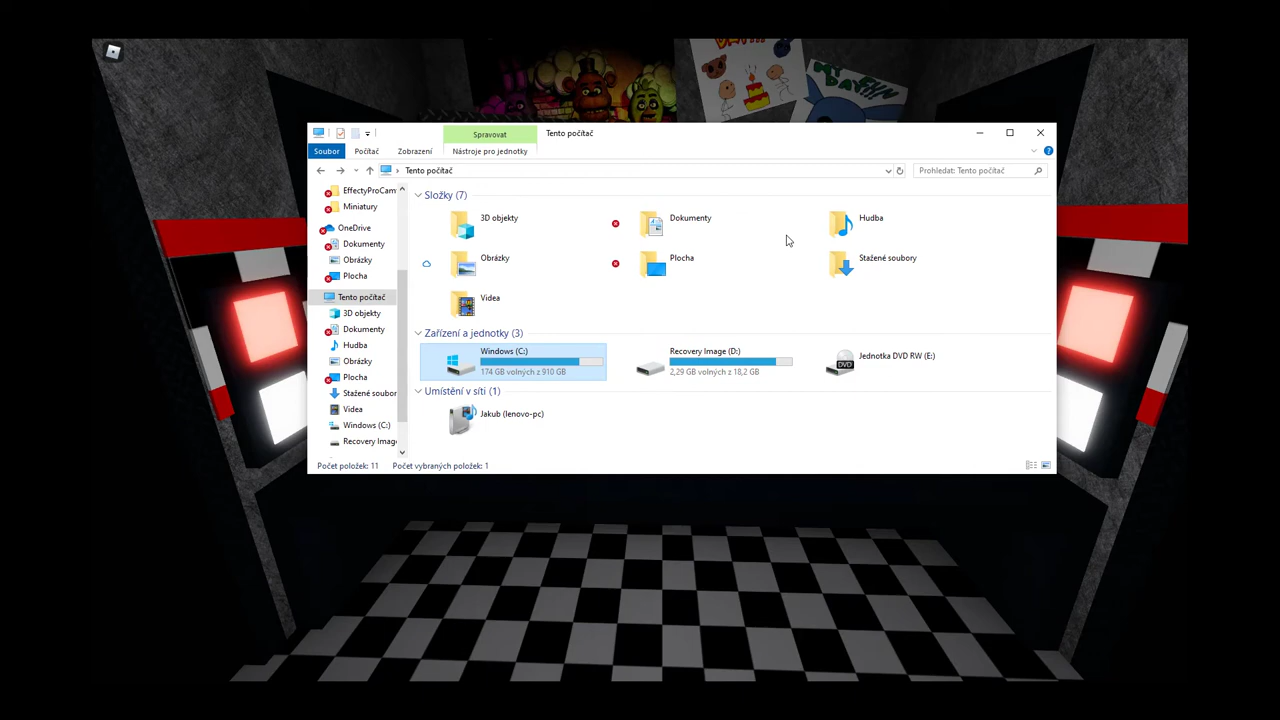 MY FUN DAY!!!
Spravovat
Tento počítač
Soubor
Počítač
Zobrazení
Nástroje pro jednotky
Tento počítač
Prohledat: Tento počítač
EffectyProCam
Miniatury
OneDrive
Dokumenty
Obrázky
Plocha
Tento počítač
3D objekty
Dokumenty
Hudba
Obrázky
Plocha
Stažené soubor
Videa
Windows (C:)
Recovery Image
Složky (7)
3D objekty
Dokumenty
Hudba
Obrázky
Plocha
Stažené soubory
Videa
Zařízení a jednotky (3)
Windows (C:)
174 GB volných z 910 GB
Recovery Image (D:)
2,29 GB volných z 18,2 GB
DVD
Jednotka DVD RW (E:)
Umístění v síti (1)
Jakub (lenovo-pc)
Počet položek: 11
Počet vybraných položek: 1